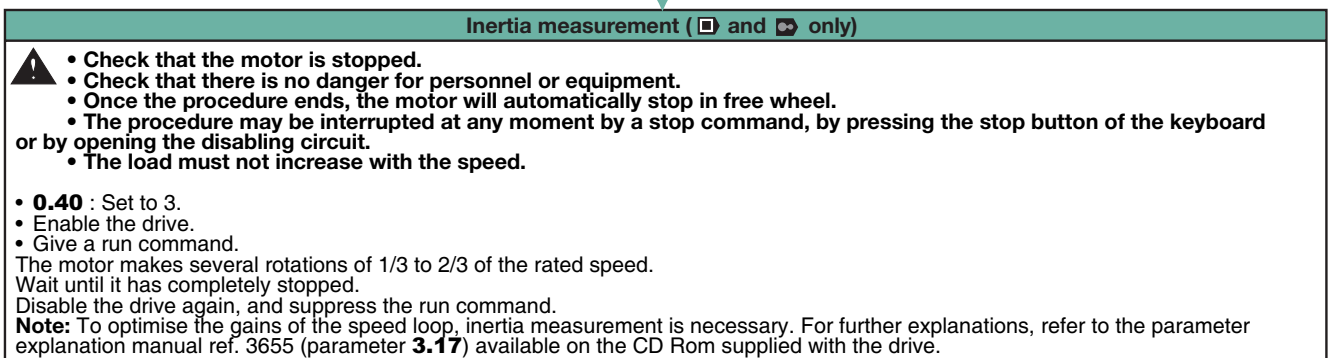 Inertia measurement ( and only)
• Check that the motor is stopped.
• Check that there is no danger for personnel or equipment.
• Once the procedure ends, the motor will automatically stop in free wheel.
• The procedure may be interrupted at any moment by a stop command, by pressing the stop button of the keyboard
or by opening the disabling circuit.
• The load must not increase with the speed.
• 0.40 : Set to 3.
• Enable the drive.
• Give a run command.
The motor makes several rotations of 1/3 to 2/3 of the rated speed.
Wait until it has completely stopped.
Disable the drive again, and suppress the run command.
Note: To optimise the gains of the speed loop, inertia measurement is necessary. For further explanations, refer to the parameter
explanation manual ref. 3655 (parameter 3.17) available on the CD Rom supplied with the drive.